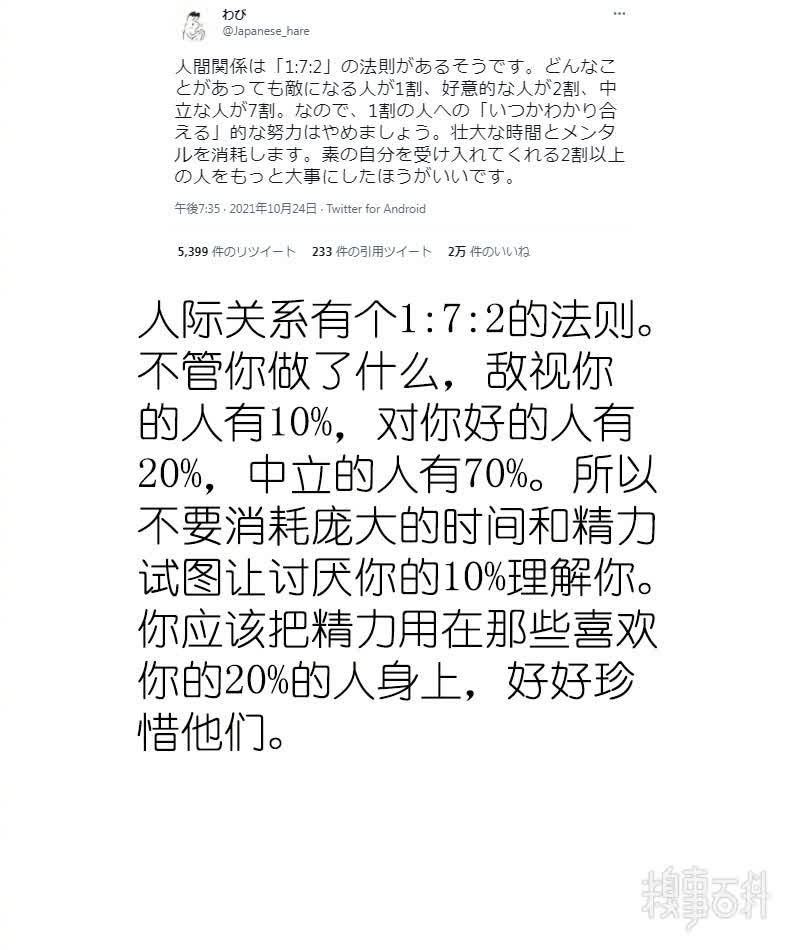 わび
@Japanese_hare
人間関係は「1:7:2」の法則があるそうです。どんなこ
とがあっても敵になる人が1割、好意的な人が2割、中
立な人が7割。なので、1割の人への「いつかわかり合
える」的な努力はやめましょう。壮大な時間とメンタ
ルを消耗します。素の自分を受け入れてくれる2割以上
の人をもっと大事にしたほうがいいです。
午後7:35 · 2021年10月24日 · Twitter for Android
5,399 件のリツイート 233 件の引用ツイート 2万 件のいいね
人际关系有个1:7:2的法则。
不管你做了什么，敌视你
的人有10%，对你好的人有
20%，中立的人有70%。所以
不要消耗庞大的时间和精力
试图让讨厌你的10%理解你。
你应该把精力用在那些喜欢
你的20%的人身上，好好珍
惜他们。
糗事百科